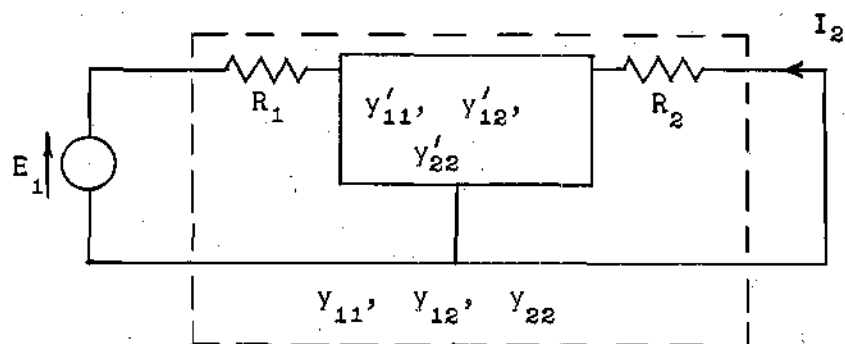 I₂
R₁
y′₁₁, y′₁₂,
R₂
y′₂₂
E₁
y₁₁, y₁₂, y₂₂